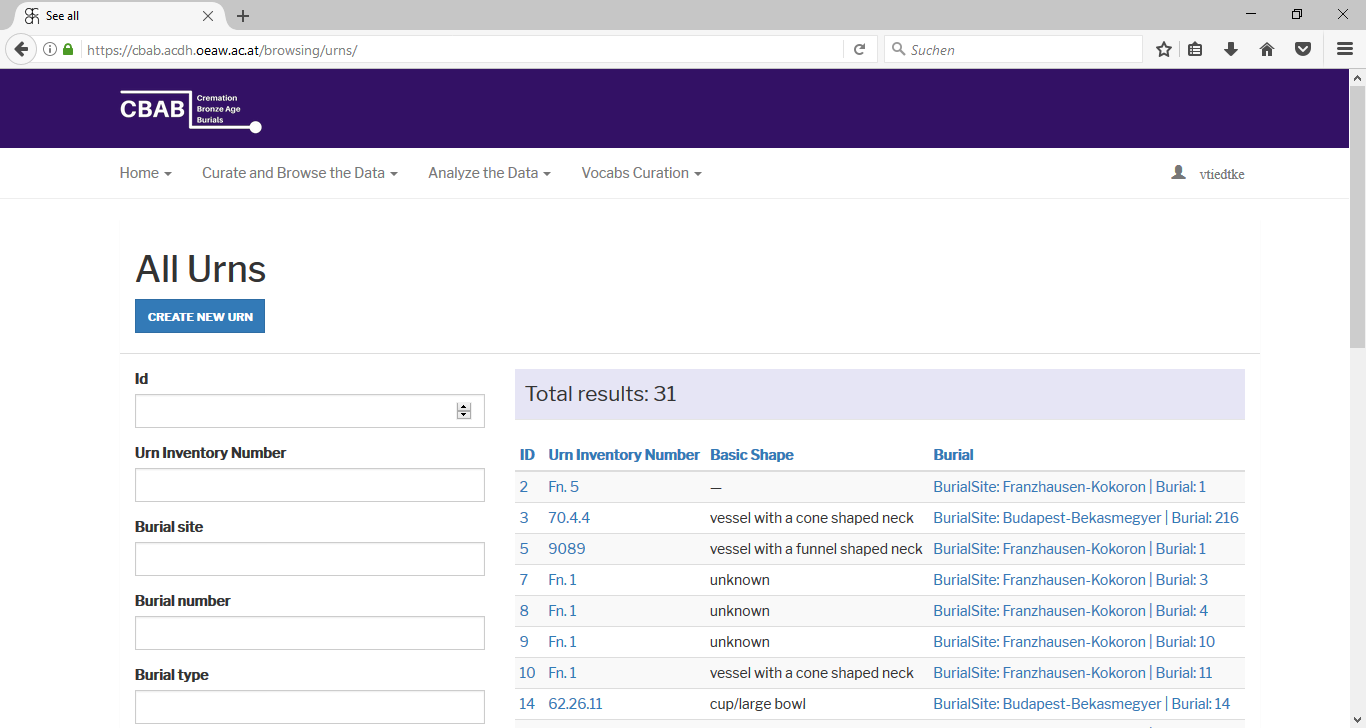 See all
https://cbab.acdh.oeaw.ac.at/browsing/urns/
Suchen
CBAB Cremation
Bronze Age
Burials
Home Curate and Browse the Data Analyze the Data Vocabs Curation vtiedtke
All Urns
CREATE NEW URN
Id
Urn Inventory Number
Burial site
Burial number
Burial type
Total results: 31
ID Urn Inventory Number Basic Shape Burial
2 Fn. 5 — BurialSite: Franzhausen-Kokoron | Burial: 1
3 70.4.4 vessel with a cone shaped neck BurialSite: Budapest-Bekasmegyer | Burial: 216
5 9089 vessel with a funnel shaped neck BurialSite: Franzhausen-Kokoron | Burial: 1
7 Fn. 1 unknown BurialSite: Franzhausen-Kokoron | Burial: 3
8 Fn. 1 unknown BurialSite: Franzhausen-Kokoron | Burial: 4
9 Fn. 1 unknown BurialSite: Franzhausen-Kokoron | Burial: 10
10 Fn. 1 vessel with a cone shaped neck BurialSite: Franzhausen-Kokoron | Burial: 11
14 62.26.11 cup/large bowl BurialSite: Budapest-Bekasmegyer | Burial: 14